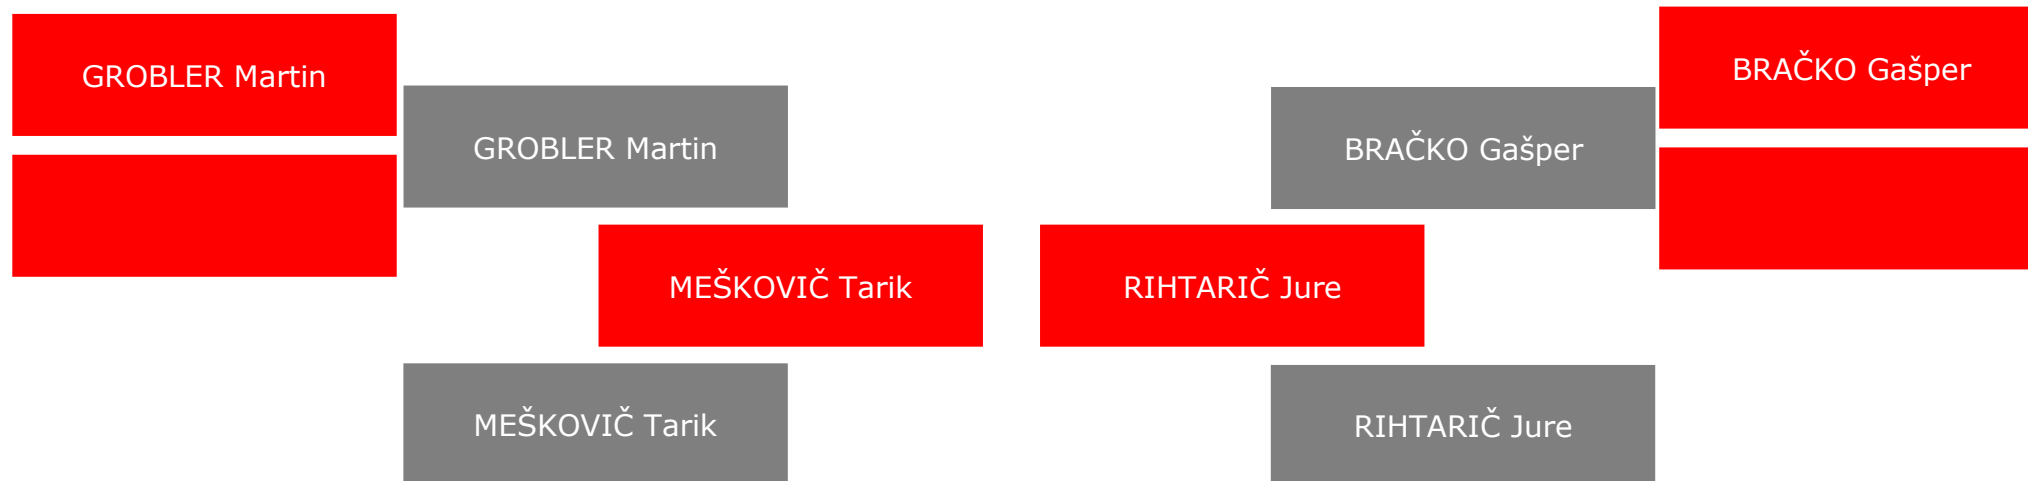 GROBLER Martin
BRAČKO Gašper
GROBLER Martin
BRAČKO Gašper
MEŠKOVIČ Tarik
RIHTARIČ Jure
MEŠKOVIČ Tarik
RIHTARIČ Jure